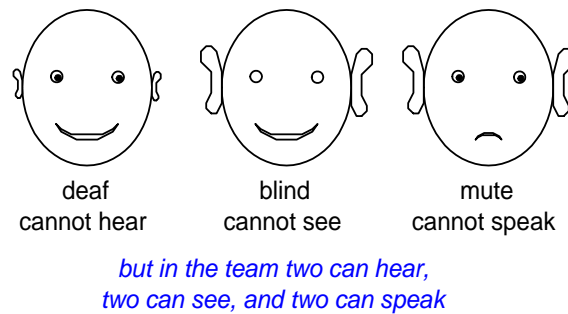 deaf
cannot hear
blind
cannot see
mute
cannot speak
but in the team two can hear,
two can see, and two can speak